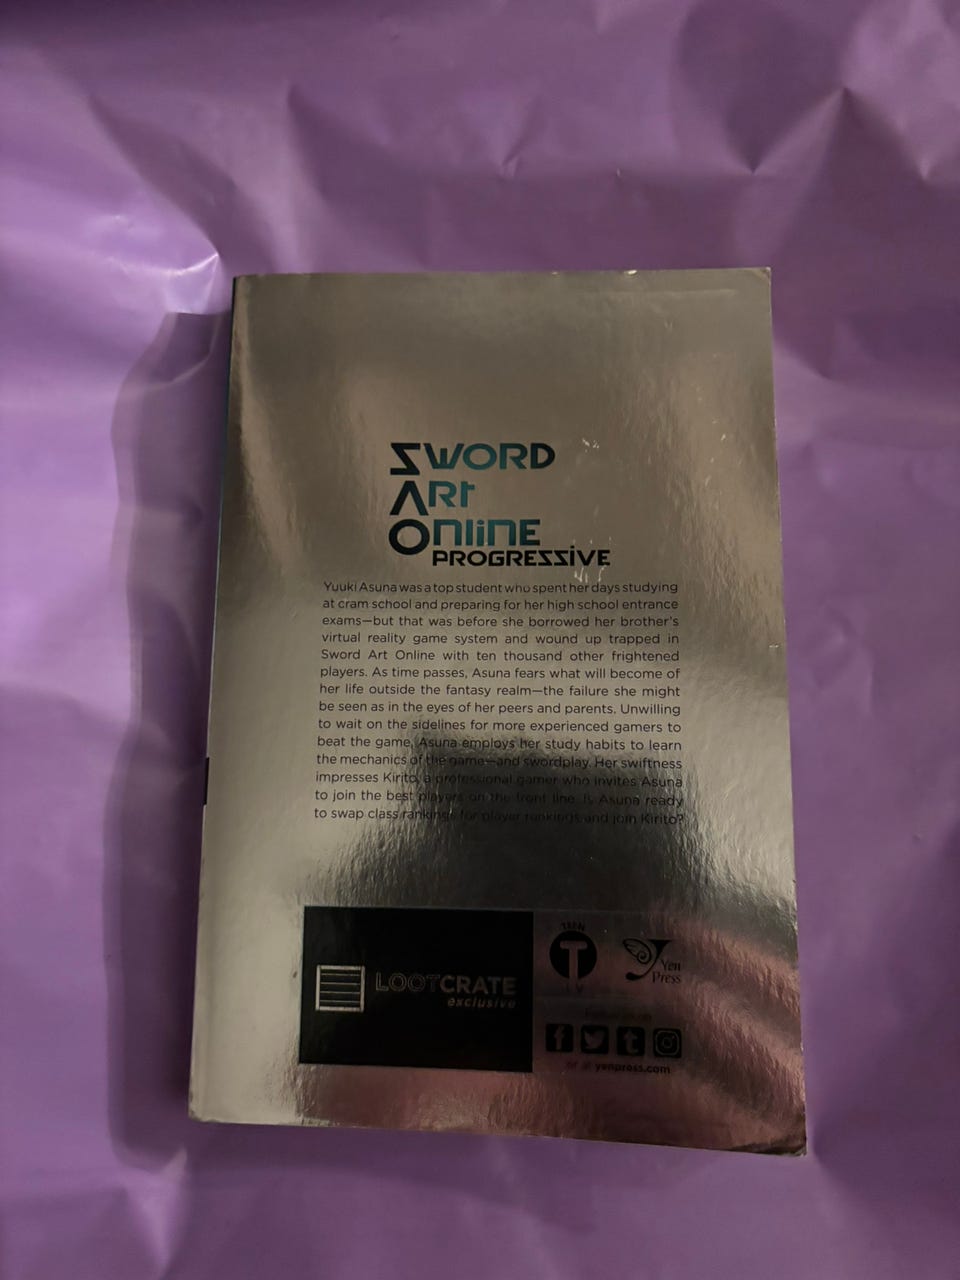 SWORD
ART
ONLINE
PROGRESSIVE
Yuuki Asuna was a top student who spent her days studying
at cram school and preparing for her high school entrance
exams—but that was before she borrowed her brother's
virtual reality game system and wound up trapped in
Sword Art Online with ten thousand other frightened
players. As time passes, Asuna fears what will become of
her life outside the fantasy realm—the failure she might
be seen as in the eyes of her peers and parents. Unwilling
to wait on the sidelines for more experienced gamers to
beat the game, Asuna employs her study habits to learn
the mechanics of the game—and swordplay. Her swiftness
impresses Kirito, a professional gamer who invites Asuna
to join the best players on the front line. Is Asuna ready
to swap class rankings for player rankings and join Kirito?
LOOTCRATE
exclusive
TEEN
T
L V
Yen
Press
or at yenpress.com